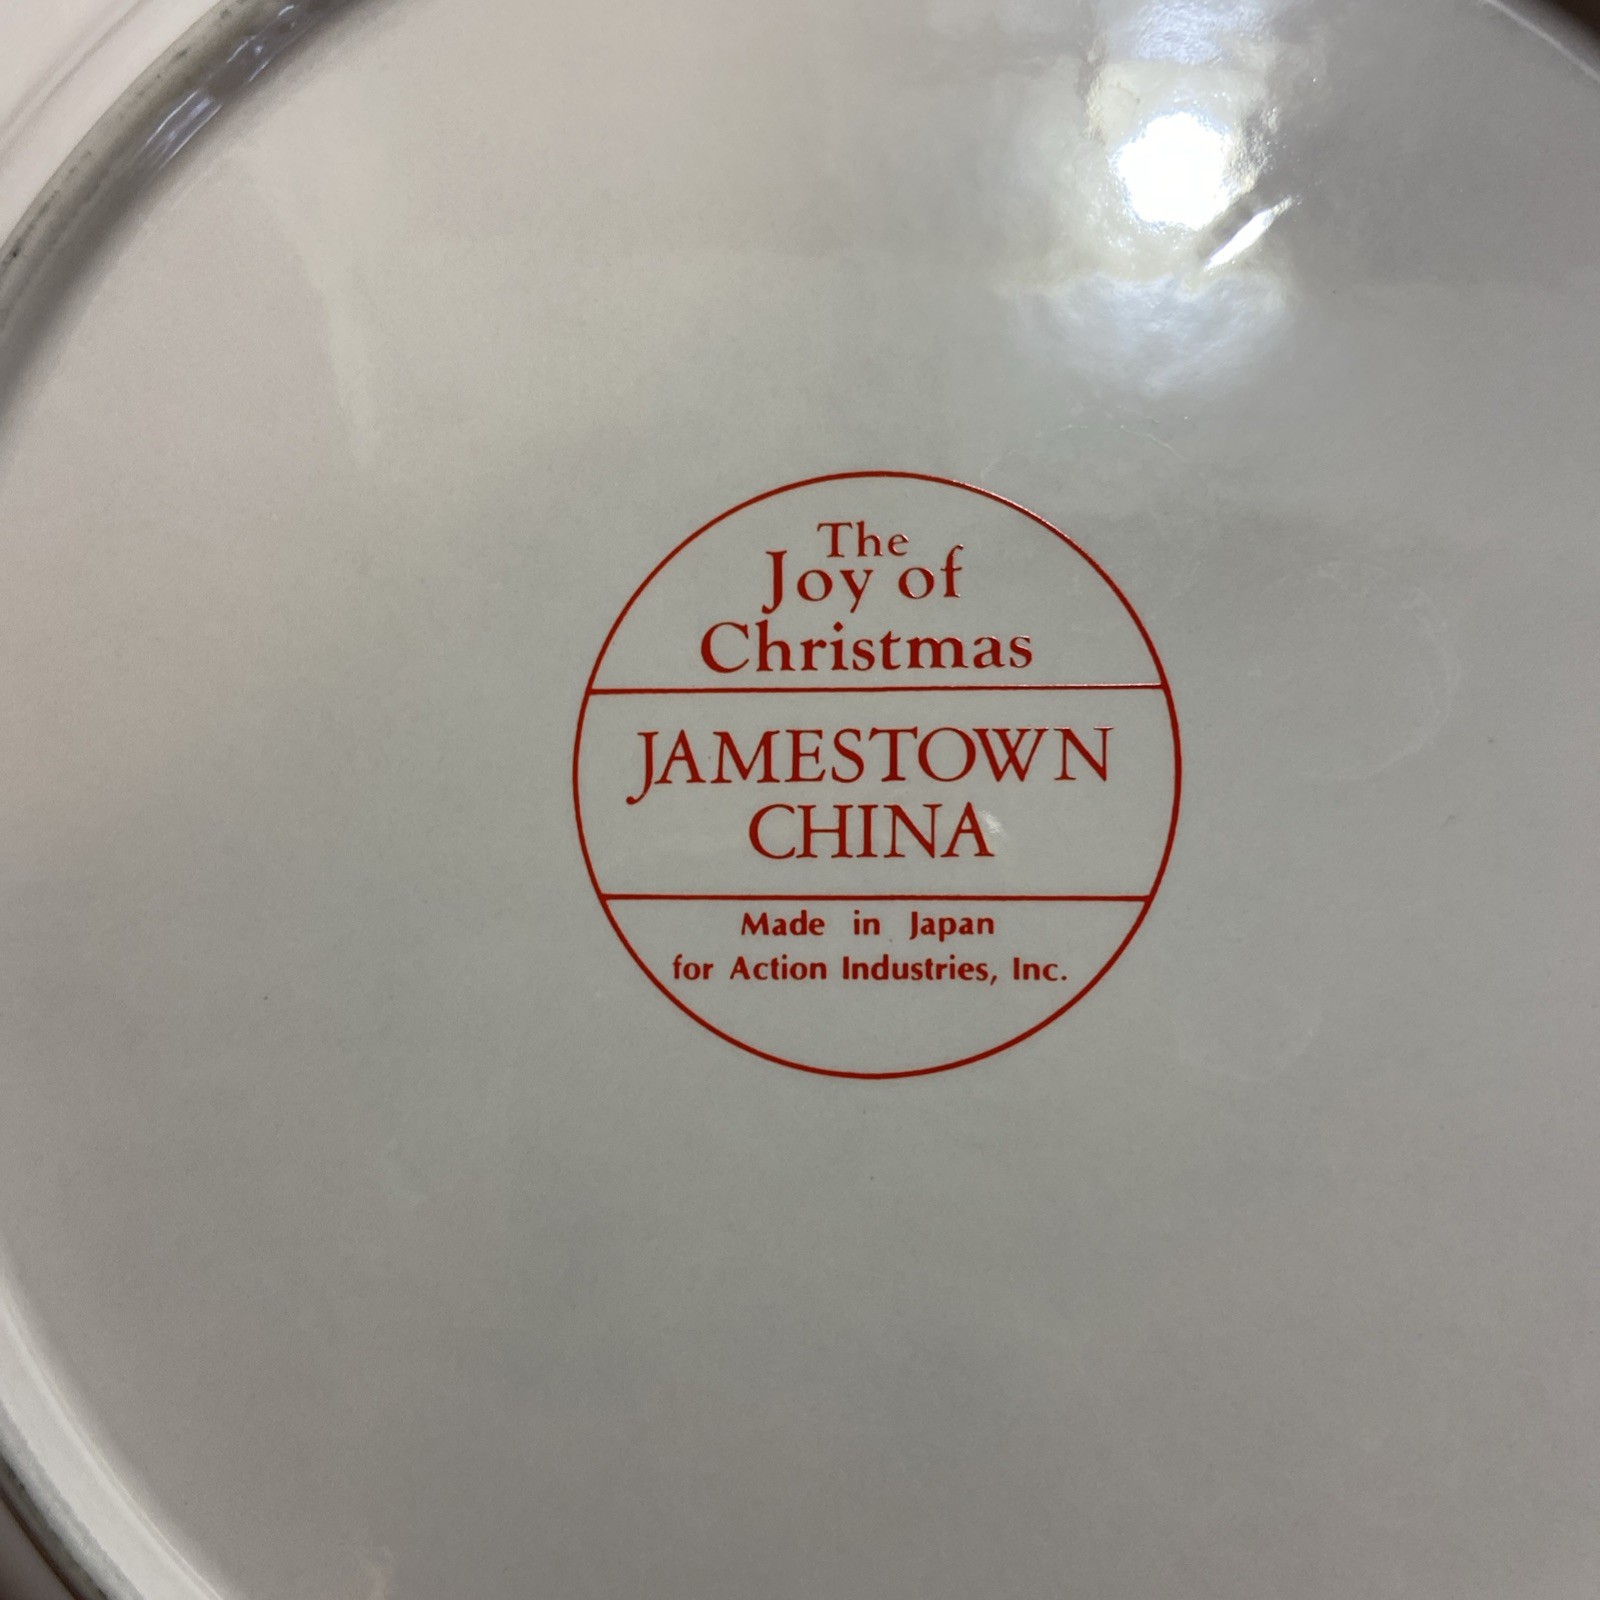 The
Joy of
Christmas
JAMESTOWN
CHINA
Made in Japan
for Action Industries, Inc.